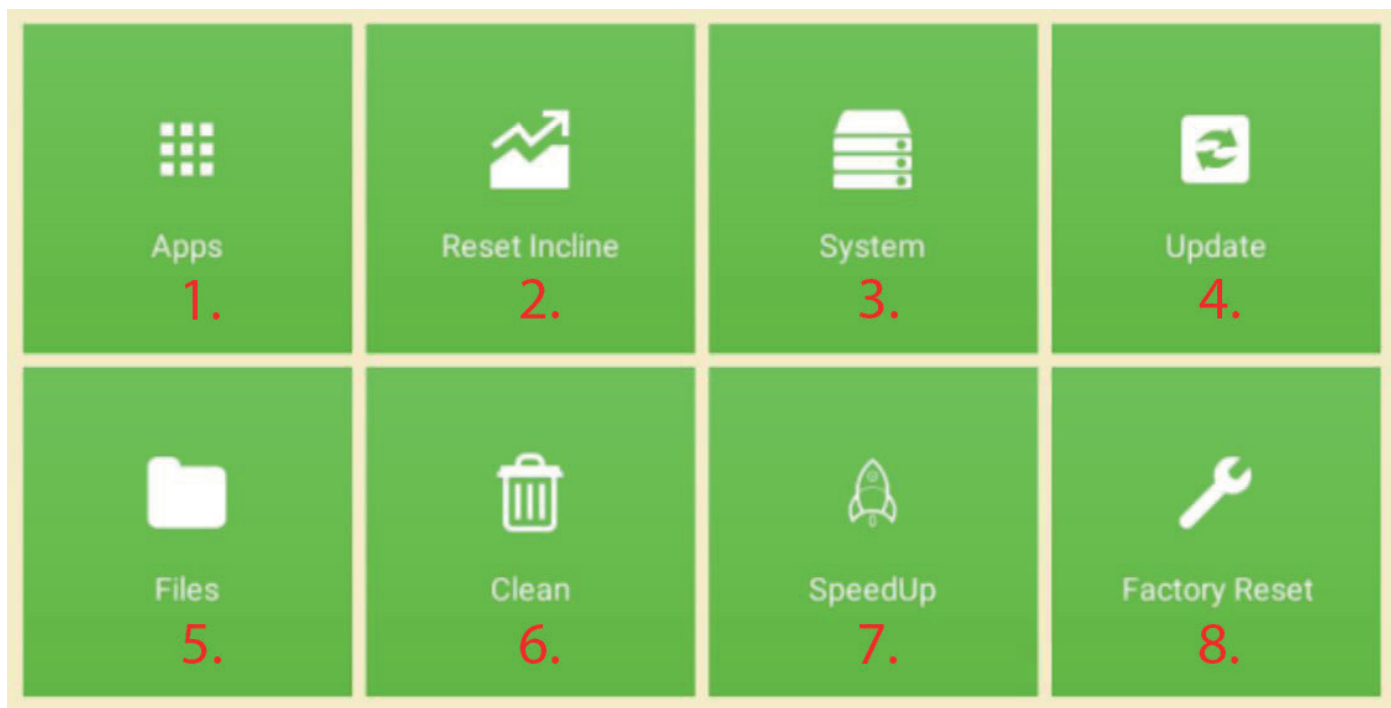 Apps
1.
Reset Incline
2.
System
3.
Update
4.
Files
5.
Clean
6.
SpeedUp
7.
Factory Reset
8.